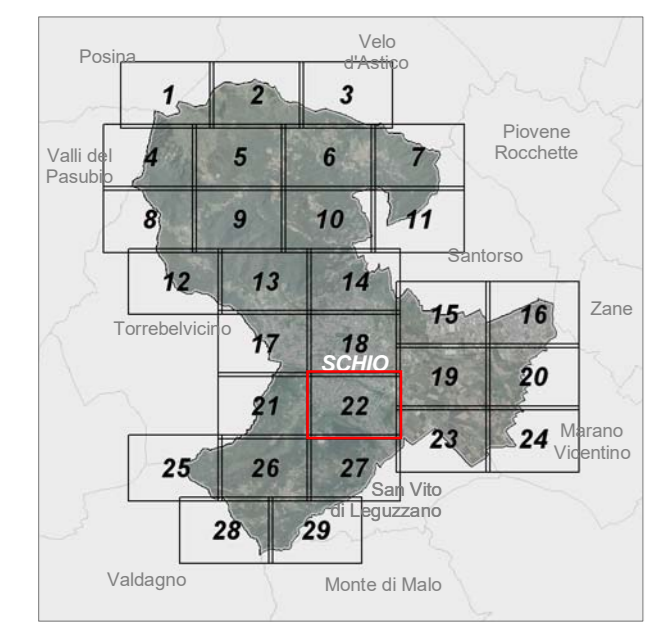 Velo
d'Astico
Posina
1
2
3
Piovene
Rocchette
Valli del
Pasubio
4
5
6
7
8
9
10
11
Santorso
12
13
14
15
16
Zane
Torrebelvicino
17
18
SCHIO
19
20
21
22
23
24
Marano
Vicentino
25
26
27
San Vito
di Leguzzano
28
29
Valdagno
Monte di Malo